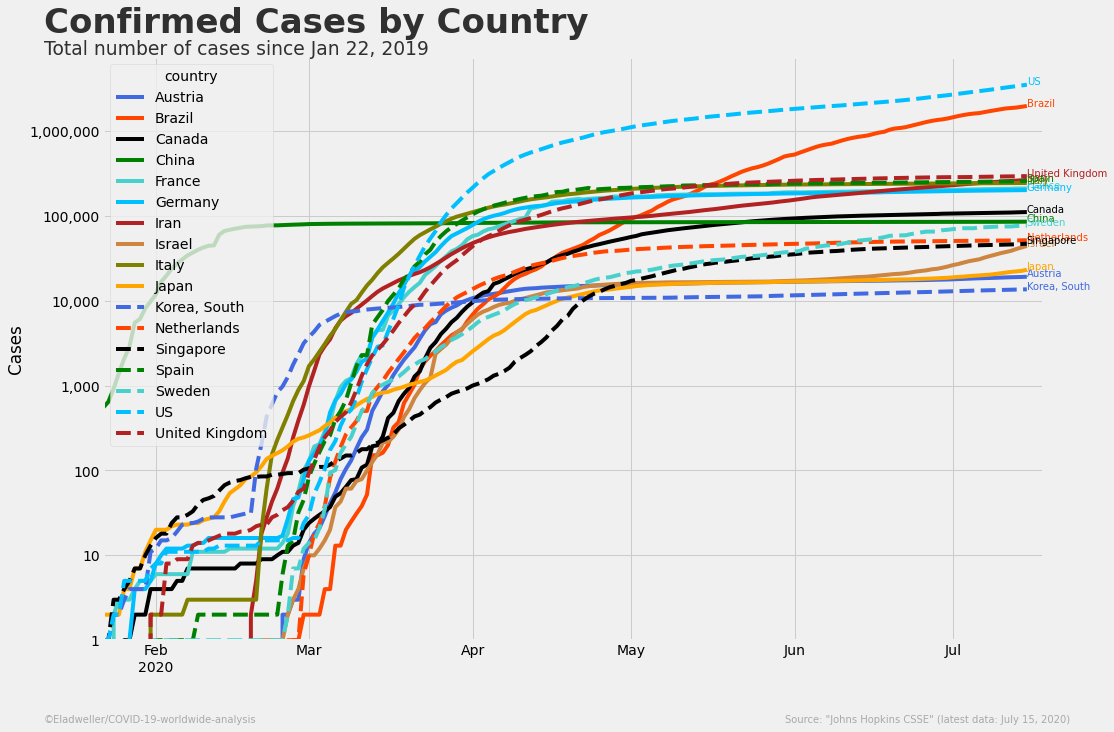 Confirmed Cases by Country
Total number of cases since Jan 22, 2019
country
Austria
Brazil
Canada
China
France
Germany
Iran
Israel
Italy
Japan
Korea, South
Netherlands
Singapore
Spain
Sweden
US
United Kingdom
Cases
1,000,000
100,000
10,000
1,000
100
10
1
Feb
2020
Mar
Apr
May
Jun
Jul
US
Brazil
United Kingdom
Spain
Germany
Canada
China
Sweden
Netherlands
Singapore
Japan
Austria
Korea, South
©Eladweller/COVID-19-worldwide-analysis
Source: "Johns Hopkins CSSE" (latest data: July 15, 2020)